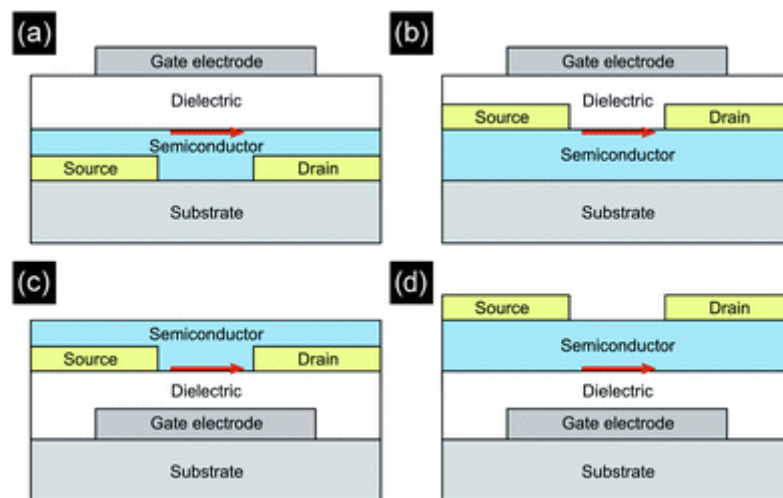 (a)
Gate electrode
Dielectric
Semiconductor
Source Drain
Substrate
(b)
Gate electrode
Source Dielectric Drain
Semiconductor
Substrate
(c)
Semiconductor
Source Drain
Dielectric
Gate electrode
Substrate
(d)
Source Drain
Semiconductor
Dielectric
Gate electrode
Substrate